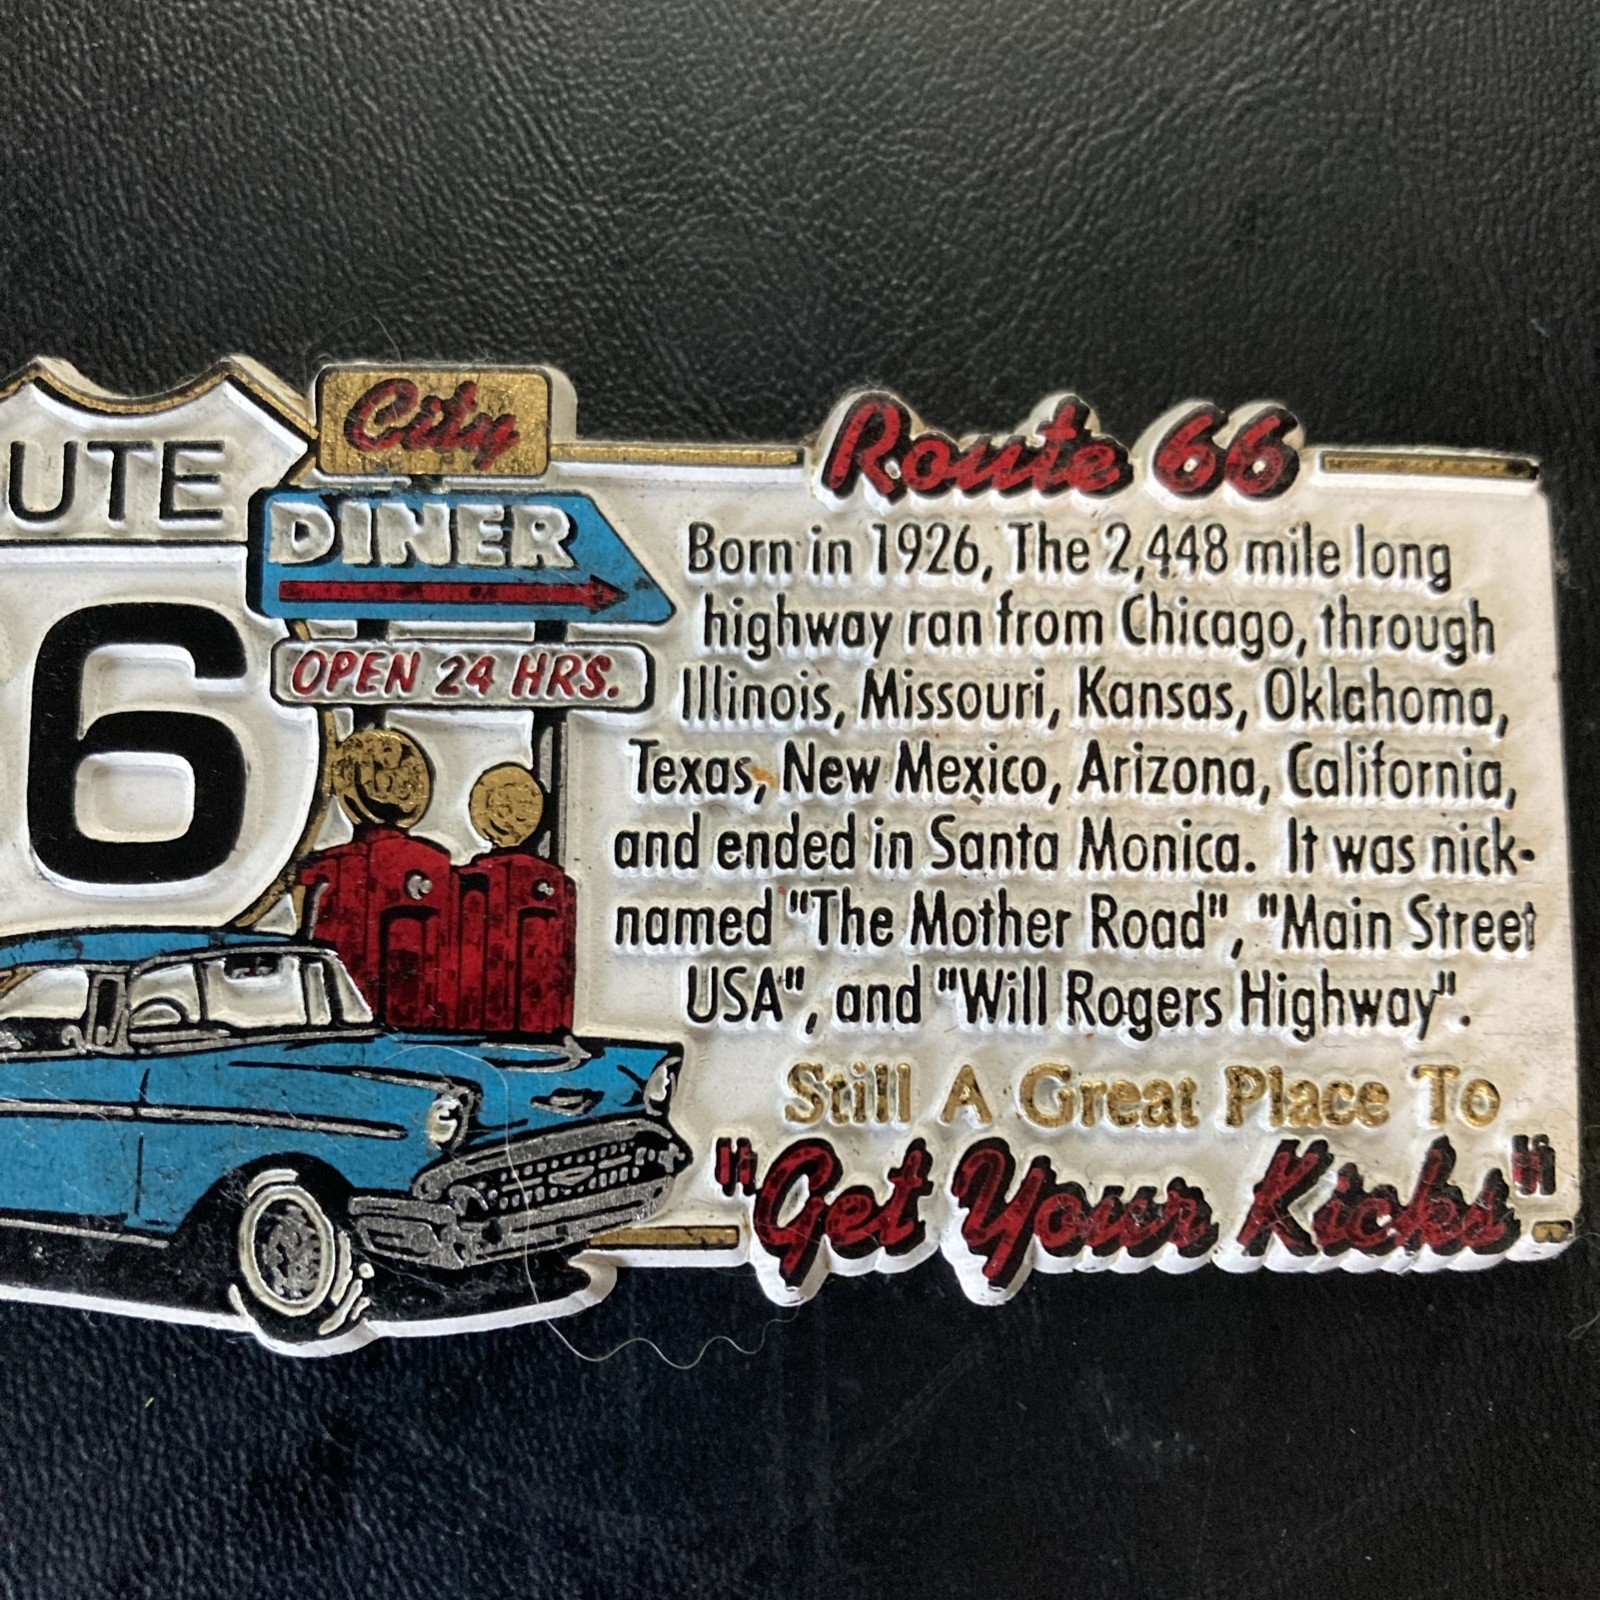 UTE
6
City
DINER
OPEN 24 HRS.
Route 66
Born in 1926, The 2,448 mile long
highway ran from Chicago, through
Illinois, Missouri, Kansas, Oklahoma,
Texas, New Mexico, Arizona, California,
and ended in Santa Monica. It was nick-
named "The Mother Road", "Main Street
USA", and "Will Rogers Highway".
Still A Great Place To
"Get Your Kicks"